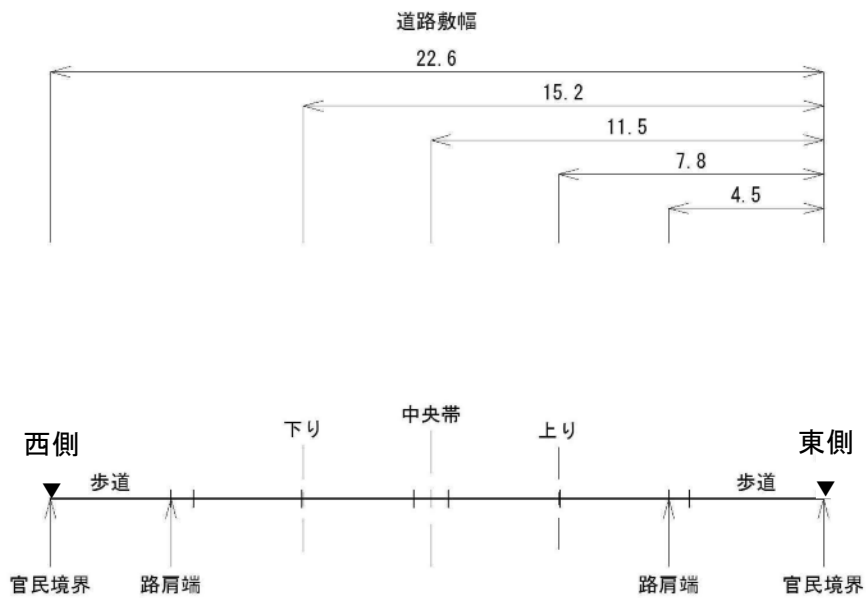 道路敷幅
22.6
15.2
11.5
7.8
4.5
西側
歩道
下り
中央帯
上り
歩道
東側
官民境界
路肩端
路肩端
官民境界